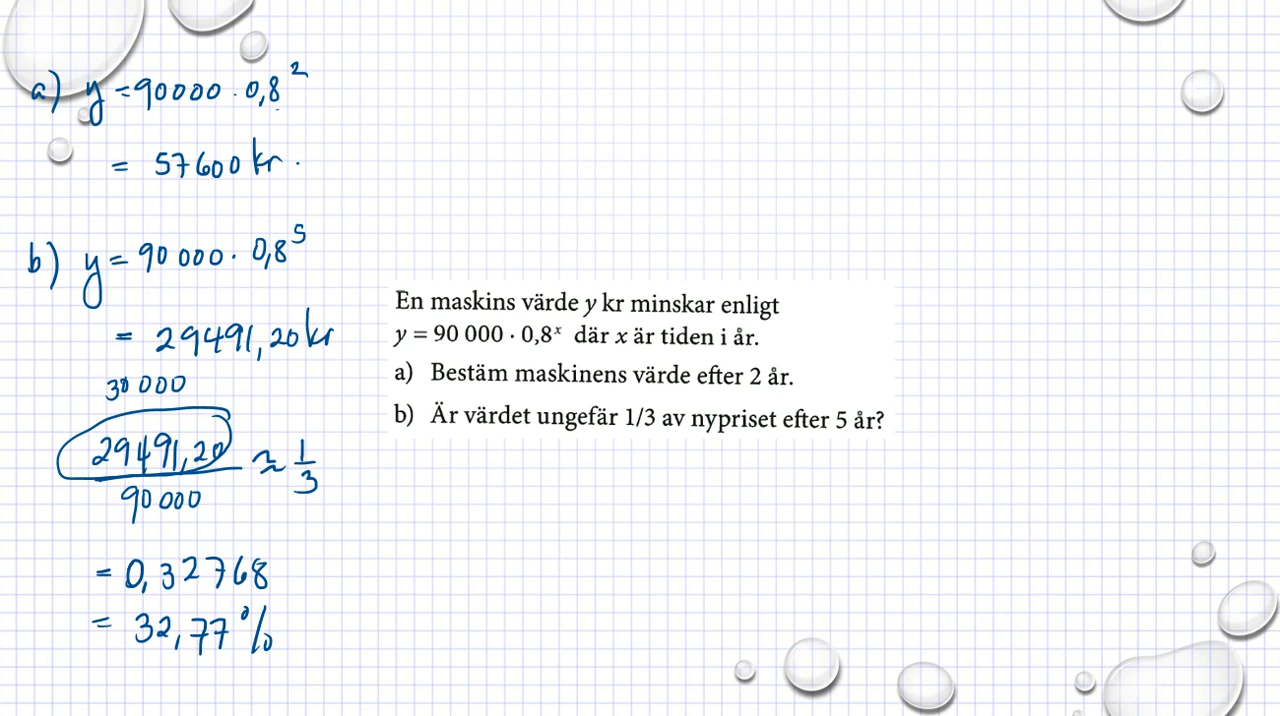 a) y = 90000 · 0,8²
= 57600 kr.
b) y = 90 000 · 0,8⁵
= 29491,20 kr
30 000
29491,20 / 90 000 ≈ 1/3
= 0,32768
= 32,77 %
En maskins värde y kr minskar enligt
y = 90 000 · 0,8ˣ där x är tiden i år.
a) Bestäm maskinens värde efter 2 år.
b) Är värdet ungefär 1/3 av nypriset efter 5 år?